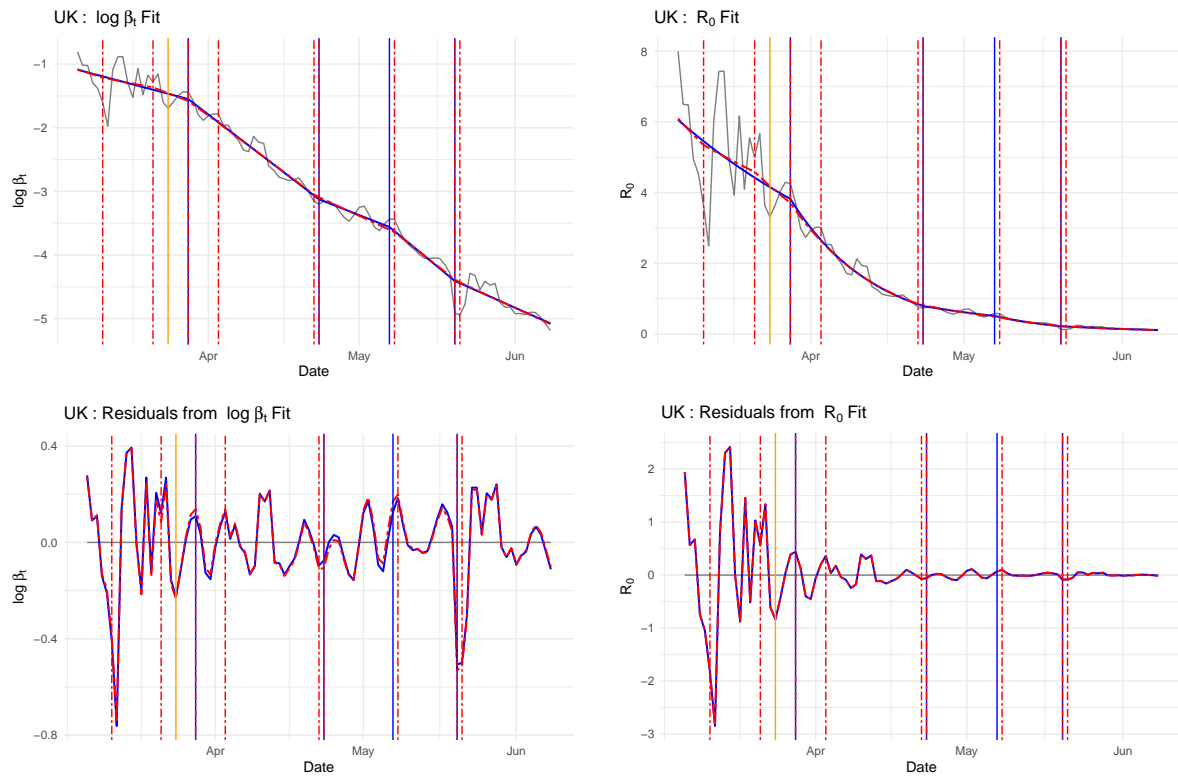 UK : log βt Fit
−1
−2
−3
−4
−5
log βt
Apr
May
Jun
Date
UK : R0 Fit
8
6
4
2
0
R0
Apr
May
Jun
Date
UK : Residuals from log βt Fit
0.4
0.0
−0.4
−0.8
log βt
Apr
May
Jun
Date
UK : Residuals from R0 Fit
2
1
0
−1
−2
−3
R0
Apr
May
Jun
Date